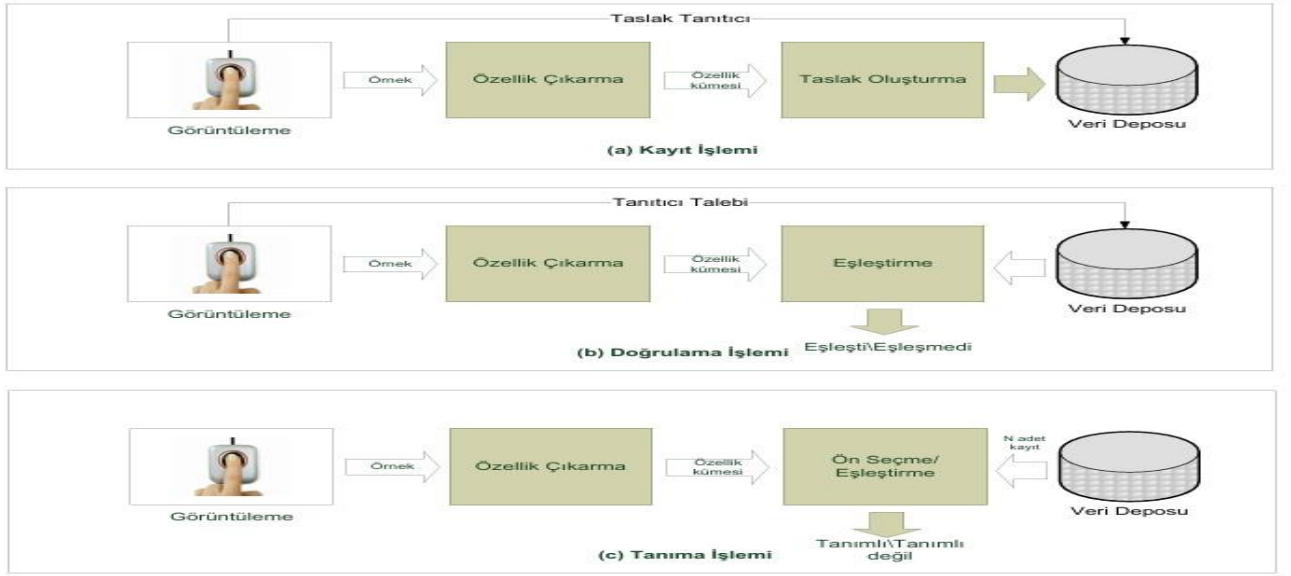 Taslak Tanıtıcı
Örnek
Özellik Çıkarma
Özellik
kümesi
Taslak Oluşturma
Görüntüleme
Veri Deposu
(a) Kayıt İşlemi
Tanıtıcı Talebi
Örnek
Özellik Çıkarma
Özellik
kümesi
Eşleştirme
Görüntüleme
Veri Deposu
(b) Doğrulama İşlemi
Eşleşti\Eşleşmedi
Örnek
Özellik Çıkarma
Özellik
kümesi
Ön Seçme/
Eşleştirme
N adet
kayıt
Görüntüleme
Veri Deposu
(c) Tanıma İşlemi
Tanımlı\Tanımlı
değil